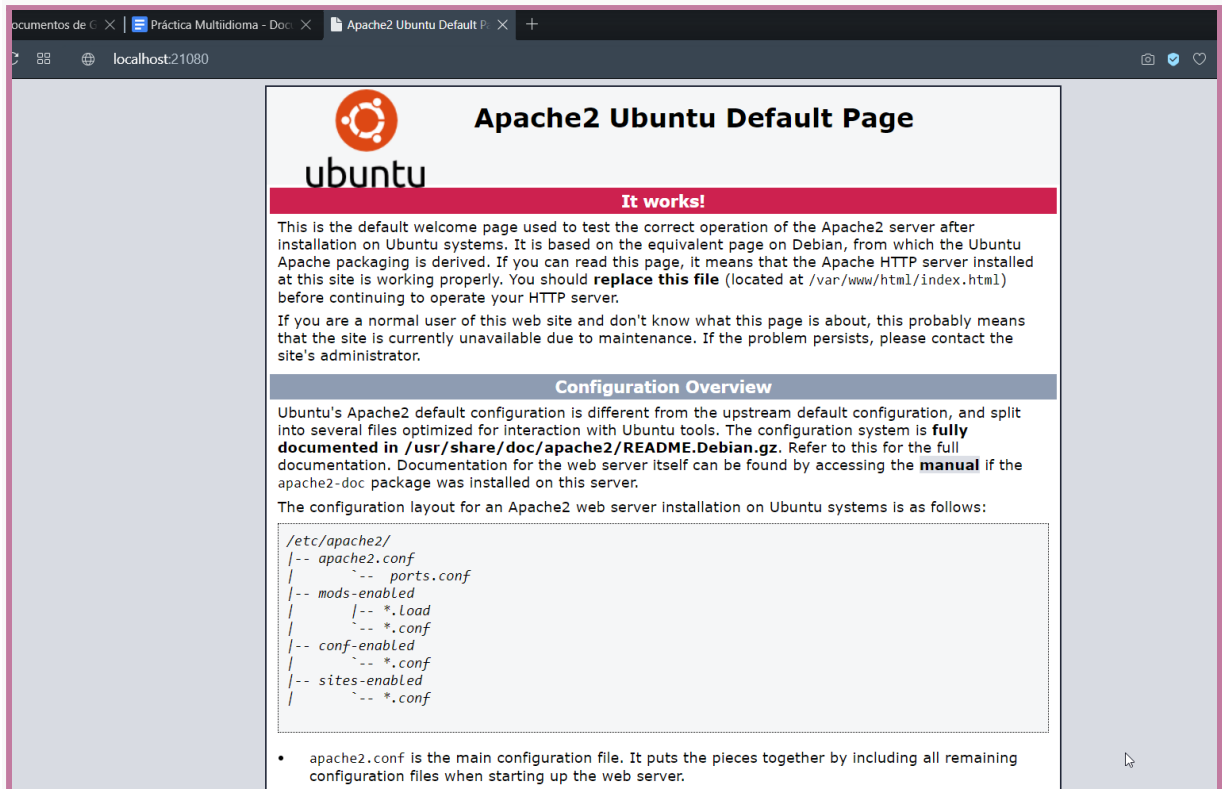 ocumentos de G
Práctica Multiidioma - Doc
Apache2 Ubuntu Default P
localhost:21080
ubuntu
Apache2 Ubuntu Default Page
It works!
This is the default welcome page used to test the correct operation of the Apache2 server after
installation on Ubuntu systems. It is based on the equivalent page on Debian, from which the Ubuntu
Apache packaging is derived. If you can read this page, it means that the Apache HTTP server installed
at this site is working properly. You should replace this file (located at /var/www/html/index.html)
before continuing to operate your HTTP server.
If you are a normal user of this web site and don't know what this page is about, this probably means
that the site is currently unavailable due to maintenance. If the problem persists, please contact the
site's administrator.
Configuration Overview
Ubuntu's Apache2 default configuration is different from the upstream default configuration, and split
into several files optimized for interaction with Ubuntu tools. The configuration system is fully
documented in /usr/share/doc/apache2/README.Debian.gz. Refer to this for the full
documentation. Documentation for the web server itself can be found by accessing the manual if the
apache2-doc package was installed on this server.
The configuration layout for an Apache2 web server installation on Ubuntu systems is as follows:
/etc/apache2/
|-- apache2.conf
|       `--  ports.conf
|-- mods-enabled
|       |-- *.load
|       `-- *.conf
|-- conf-enabled
|       `-- *.conf
|-- sites-enabled
|       `-- *.conf
• apache2.conf is the main configuration file. It puts the pieces together by including all remaining
configuration files when starting up the web server.